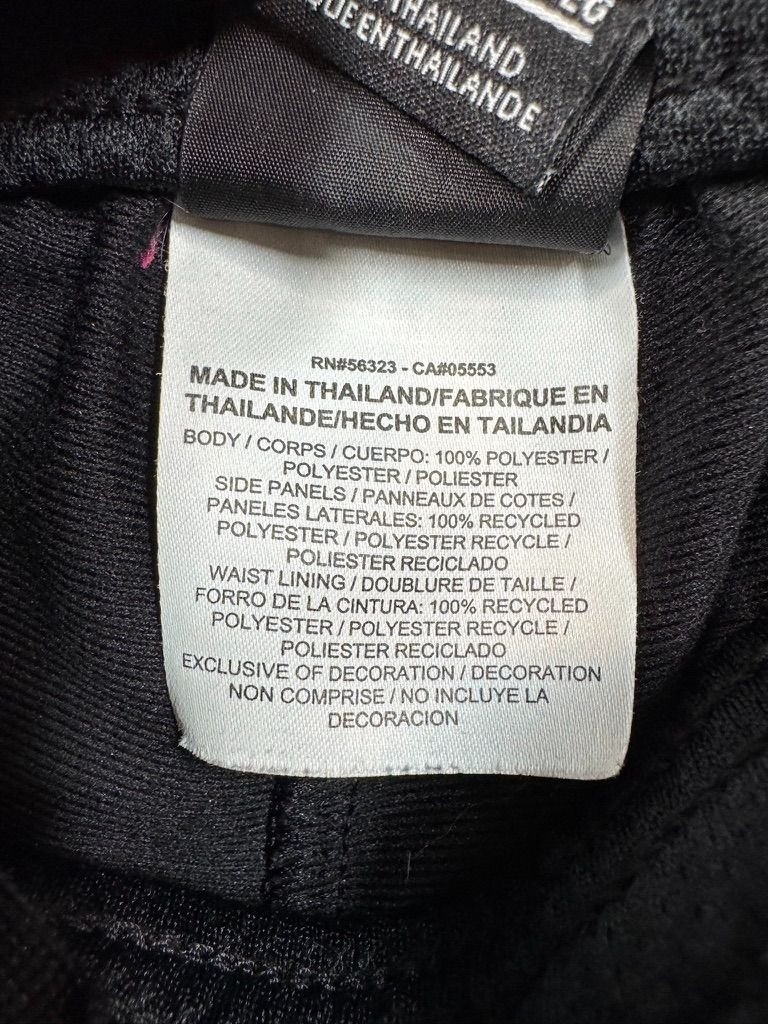 THAILAND
QUE EN THAILANDE
RN#56323 - CA#05553
MADE IN THAILAND/FABRIQUE EN
THAILANDE/HECHO EN TAILANDIA
BODY / CORPS / CUERPO: 100% POLYESTER /
POLYESTER / POLIESTER
SIDE PANELS / PANNEAUX DE COTES /
PANELES LATERALES: 100% RECYCLED
POLYESTER / POLYESTER RECYCLE /
POLIESTER RECICLADO
WAIST LINING / DOUBLURE DE TAILLE /
FORRO DE LA CINTURA: 100% RECYCLED
POLYESTER / POLYESTER RECYCLE /
POLIESTER RECICLADO
EXCLUSIVE OF DECORATION / DECORATION
NON COMPRISE / NO INCLUYE LA
DECORACION